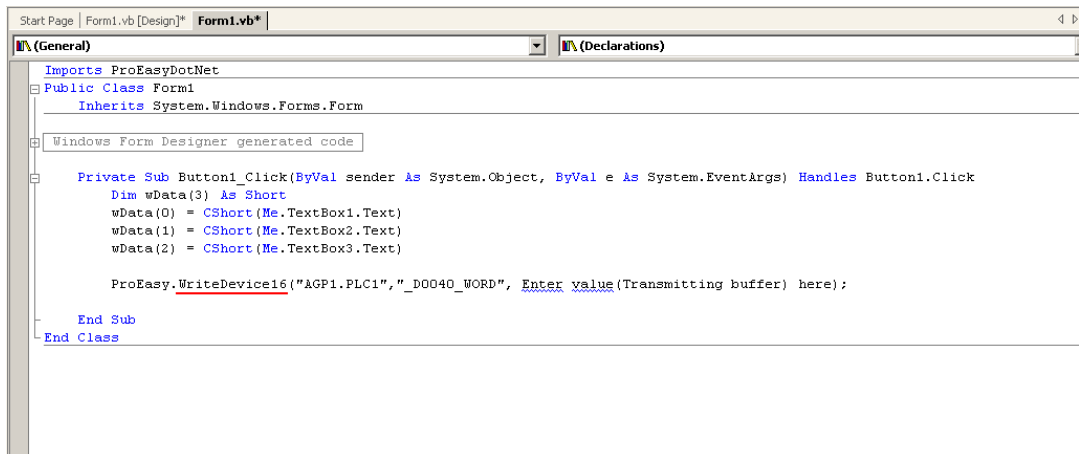 Start Page Form1.vb [Design]* Form1.vb*
(General) (Declarations)
Imports ProEasyDotNet
Public Class Form1
Inherits System.Windows.Forms.Form
Windows Form Designer generated code
Private Sub Button1_Click(ByVal sender As System.Object, ByVal e As System.EventArgs) Handles Button1.Click
Dim wData(3) As Short
wData(0) = CShort(Me.TextBox1.Text)
wData(1) = CShort(Me.TextBox2.Text)
wData(2) = CShort(Me.TextBox3.Text)
ProEasy.WriteDevice16("AGP1.PLC1","_D0040_WORD", Enter value(Transmitting buffer) here);
End Sub
End Class